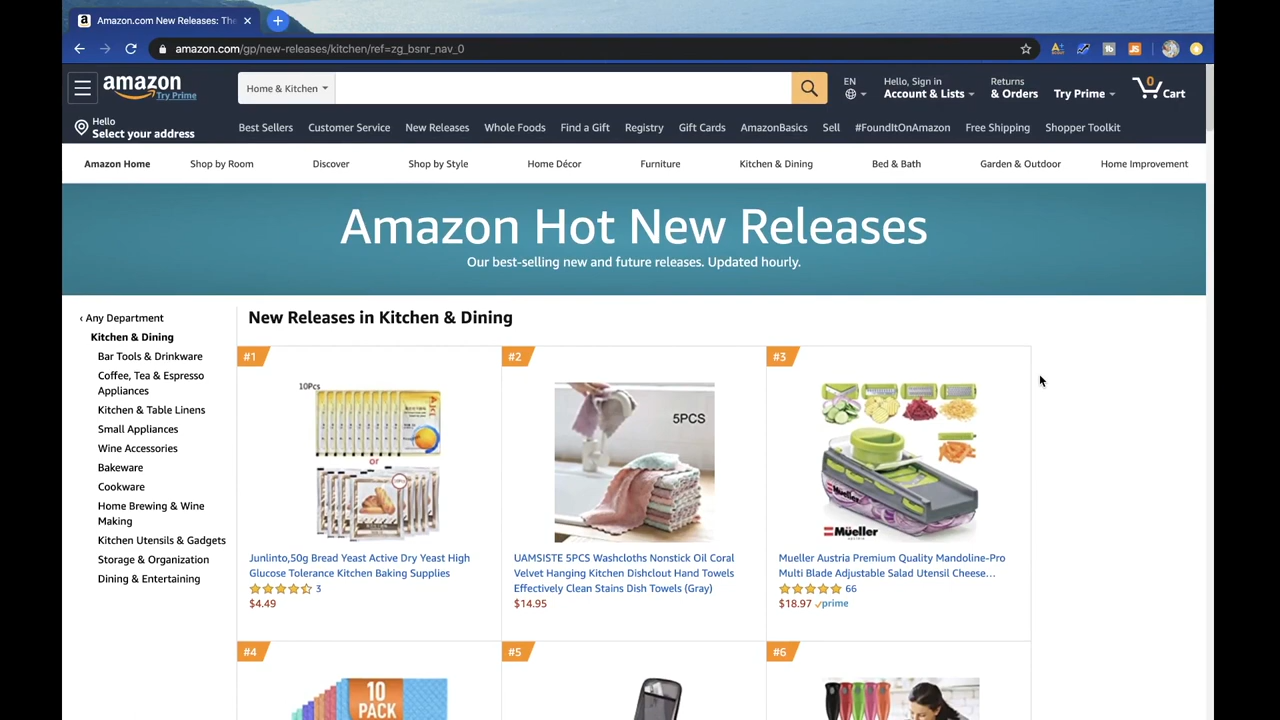 Amazon.com New Releases: The
amazon.com/gp/new-releases/kitchen/ref=zg_bsnr_nav_0
amazon
Try Prime
Home & Kitchen
EN
Hello, Sign in
Account & Lists
Returns
& Orders
Try Prime
0
Cart
Hello
Select your address
Best Sellers
Customer Service
New Releases
Whole Foods
Find a Gift
Registry
Gift Cards
AmazonBasics
Sell
#FoundItOnAmazon
Free Shipping
Shopper Toolkit
Amazon Home
Shop by Room
Discover
Shop by Style
Home Décor
Furniture
Kitchen & Dining
Bed & Bath
Garden & Outdoor
Home Improvement
Amazon Hot New Releases
Our best-selling new and future releases. Updated hourly.
‹ Any Department
Kitchen & Dining
Bar Tools & Drinkware
Coffee, Tea & Espresso
Appliances
Kitchen & Table Linens
Small Appliances
Wine Accessories
Bakeware
Cookware
Home Brewing & Wine
Making
Kitchen Utensils & Gadgets
Storage & Organization
Dining & Entertaining
New Releases in Kitchen & Dining
#1
10Pcs
or
Junlinto,50g Bread Yeast Active Dry Yeast High
Glucose Tolerance Kitchen Baking Supplies
3
$4.49
#2
5PCS
UAMSISTE 5PCS Washcloths Nonstick Oil Coral
Velvet Hanging Kitchen Dishclout Hand Towels
Effectively Clean Stains Dish Towels (Gray)
$14.95
#3
Müeller
Mueller Austria Premium Quality Mandoline-Pro
Multi Blade Adjustable Salad Utensil Cheese…
66
$18.97 prime
#4
10
PACK
#5
#6